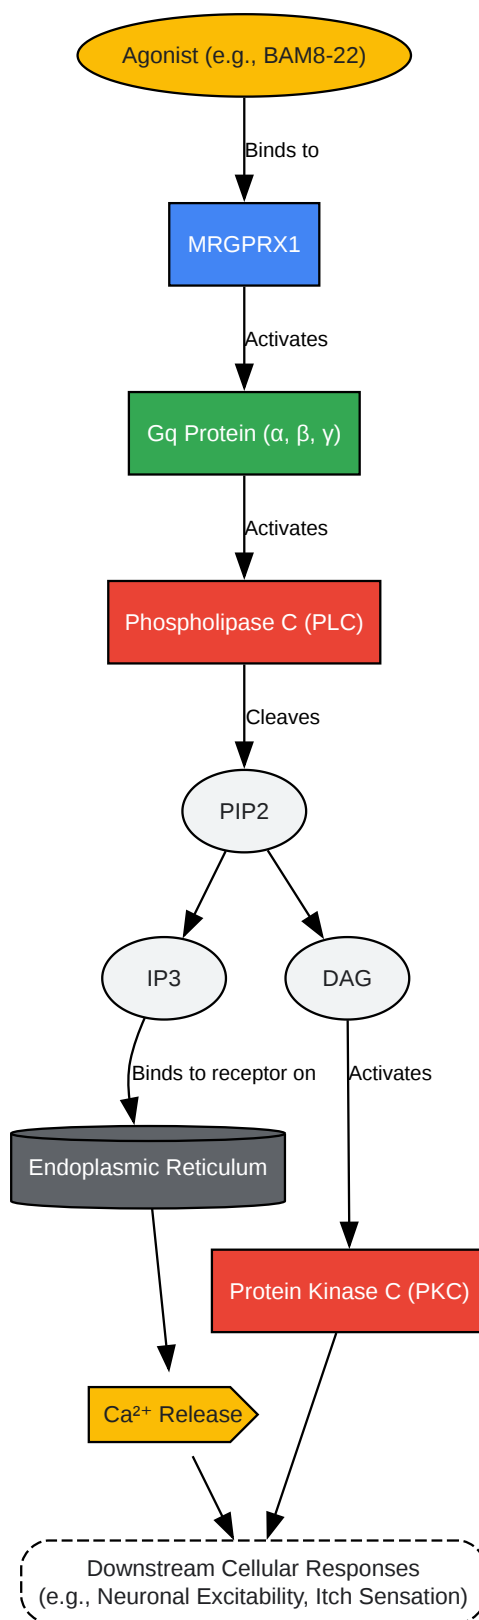 Agonist (e.g., BAM8-22)
Binds to
MRGPRX1
Activates
Gq Protein (α, β, γ)
Activates
Phospholipase C (PLC)
Cleaves
PIP2
IP3
DAG
Binds to receptor on
Activates
Endoplasmic Reticulum
Protein Kinase C (PKC)
Ca²⁺ Release
Downstream Cellular Responses
(e.g., Neuronal Excitability, Itch Sensation)